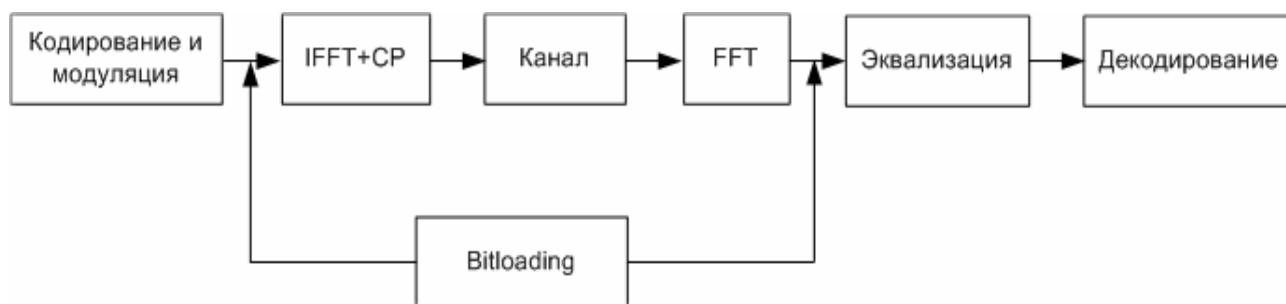 Кодирование и
модуляция
IFFT+CP
Канал
FFT
Эквализация
Декодирование
Bitloading